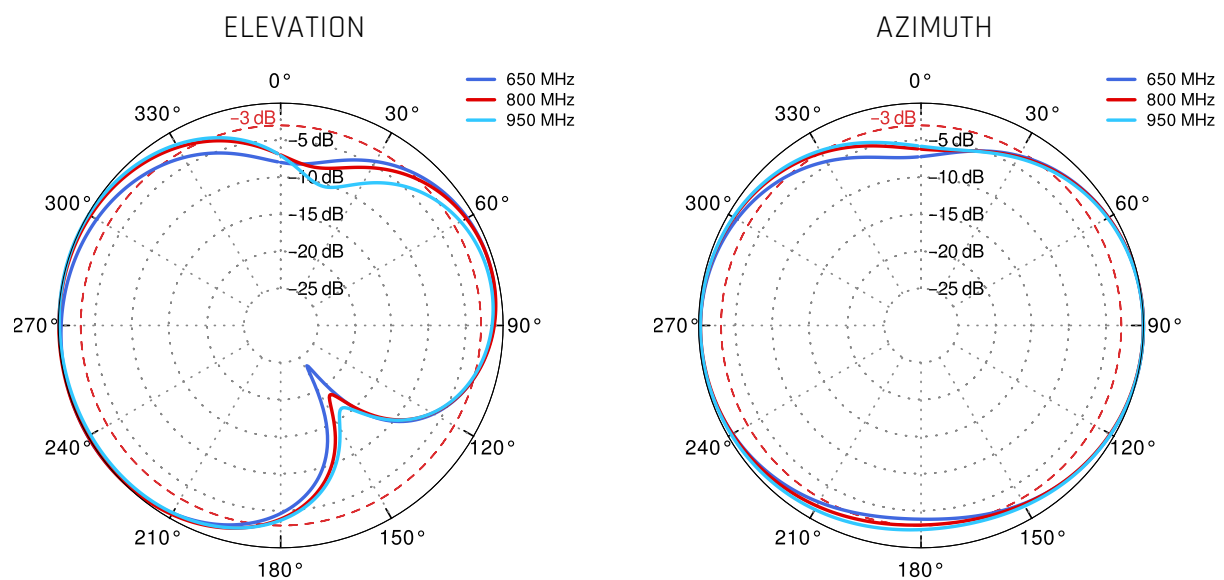 ELEVATION
0°
30°
60°
90°
120°
150°
180°
210°
240°
270°
300°
330°
−3 dB
−5 dB
−10 dB
−15 dB
−20 dB
−25 dB
650 MHz
800 MHz
950 MHz
AZIMUTH
0°
30°
60°
90°
120°
150°
180°
210°
240°
270°
300°
330°
−3 dB
−5 dB
−10 dB
−15 dB
−20 dB
−25 dB
650 MHz
800 MHz
950 MHz